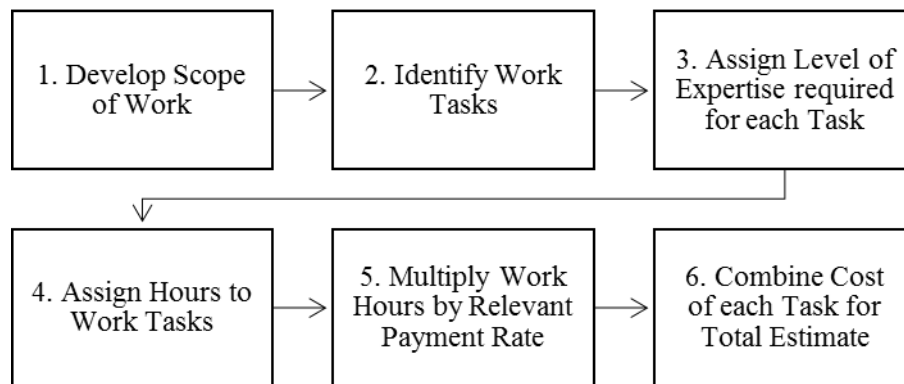 1. Develop Scope
of Work
2. Identify Work
Tasks
3. Assign Level of
Expertise required
for each Task
4. Assign Hours to
Work Tasks
5. Multiply Work
Hours by Relevant
Payment Rate
6. Combine Cost
of each Task for
Total Estimate